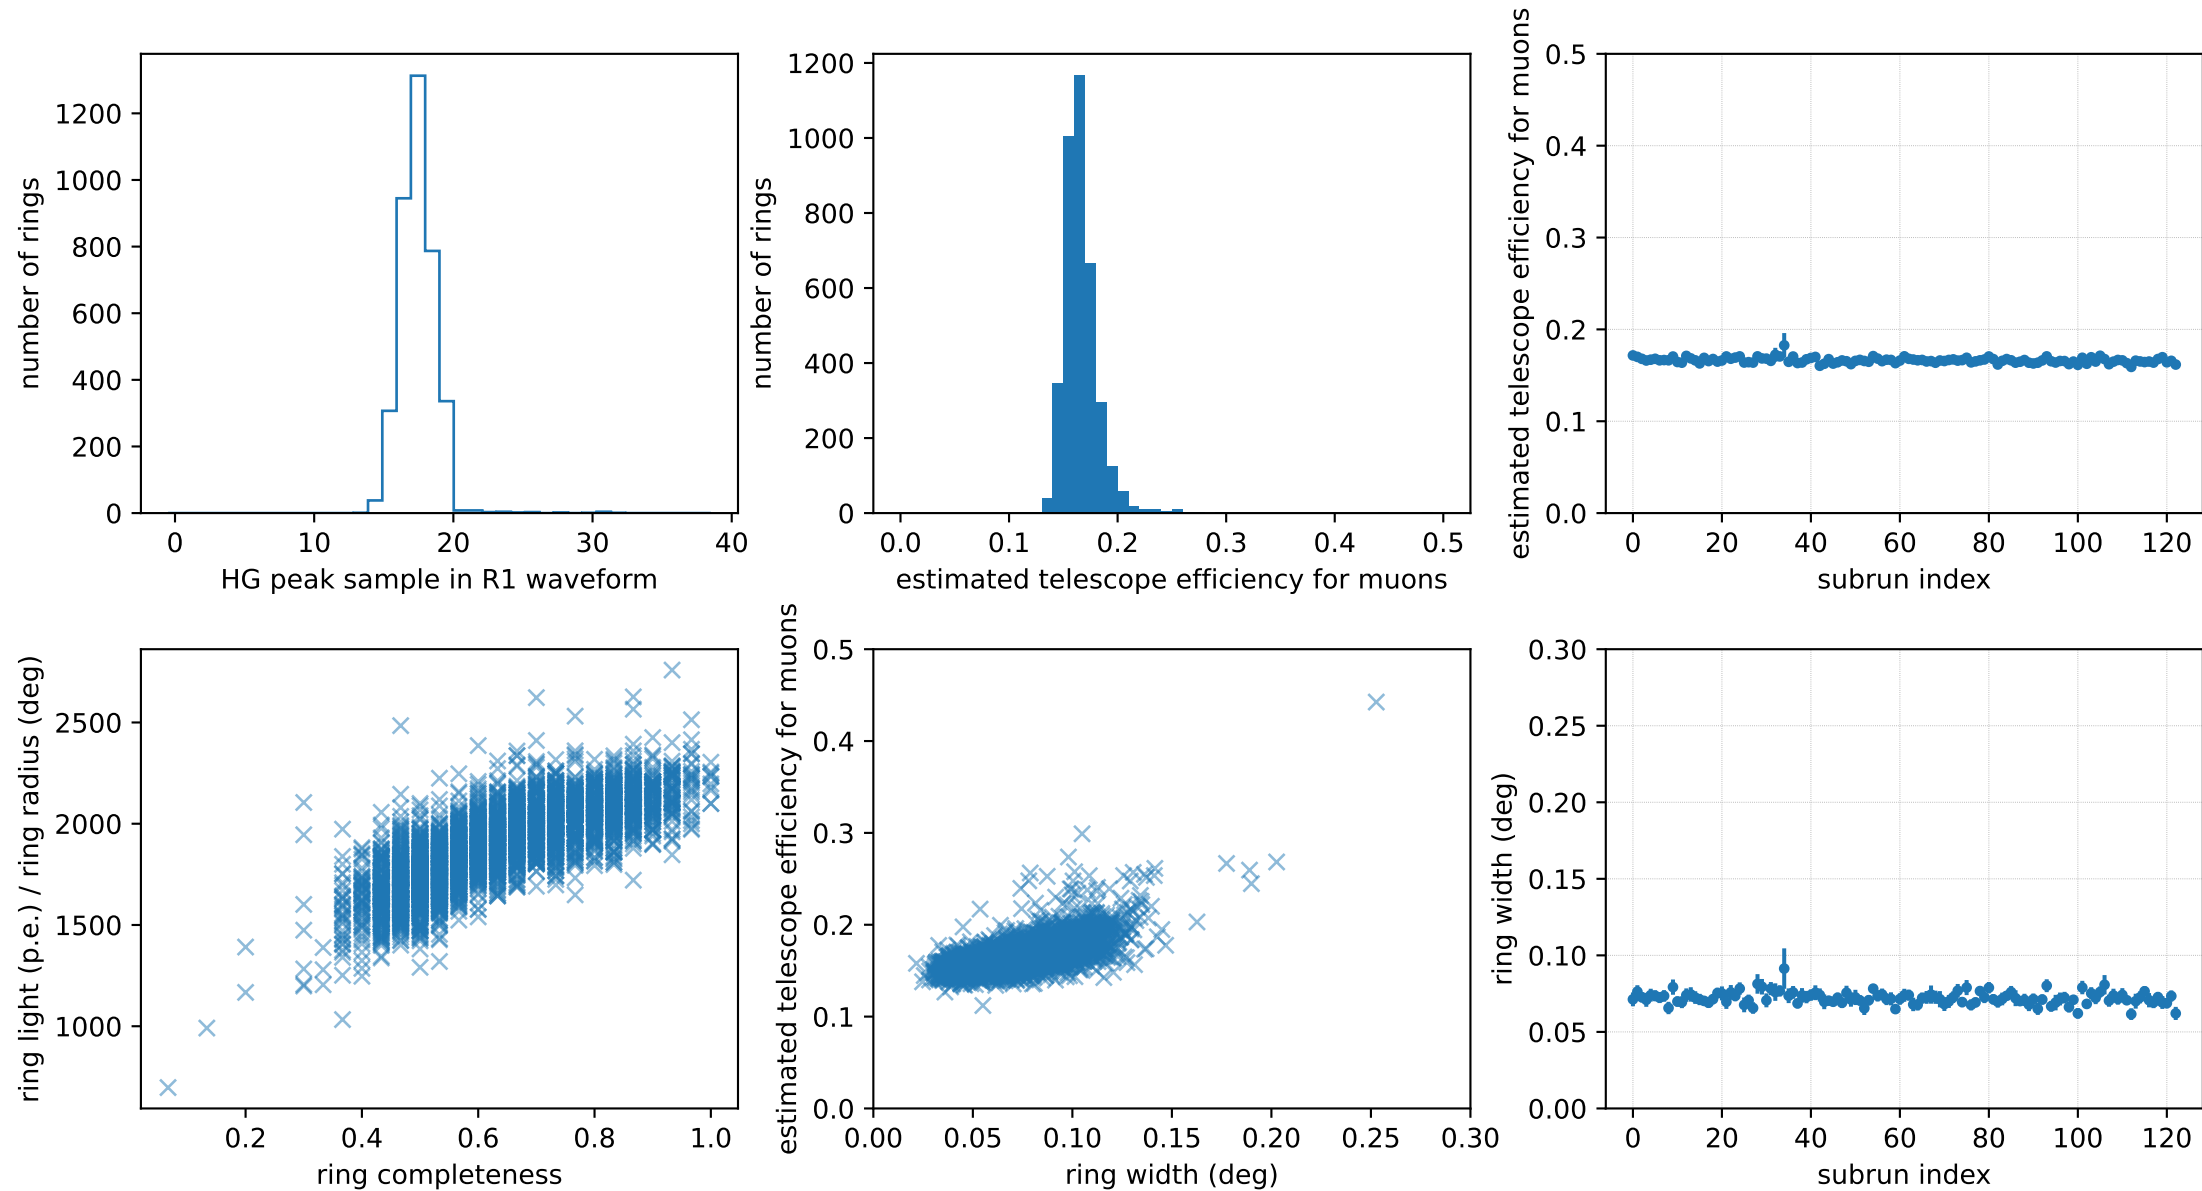 number of rings
1200
1000
800
600
400
200
0
0 10 20 30 40
HG peak sample in R1 waveform
number of rings
1200
1000
800
600
400
200
0
0.0 0.1 0.2 0.3 0.4 0.5
estimated telescope efficiency for muons
estimated telescope efficiency for muons
0.5
0.4
0.3
0.2
0.1
0.0
0 20 40 60 80 100 120
subrun index
ring light (p.e.) / ring radius (deg)
2500
2000
1500
1000
0.2 0.4 0.6 0.8 1.0
ring completeness
estimated telescope efficiency for muons
0.5
0.4
0.3
0.2
0.1
0.0
0.00 0.05 0.10 0.15 0.20 0.25 0.30
ring width (deg)
ring width (deg)
0.30
0.25
0.20
0.15
0.10
0.05
0.00
0 20 40 60 80 100 120
subrun index